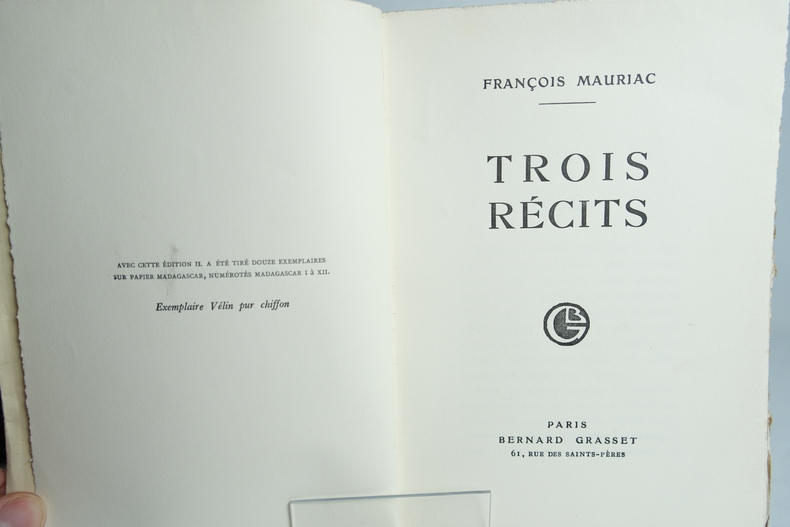 AVEC CETTE ÉDITION IL A ÉTÉ TIRÉ DOUZE EXEMPLAIRES
SUR PAPIER MADAGASCAR, NUMÉROTÉS MADAGASCAR I à XII.
Exemplaire Vélin pur chiffon
FRANÇOIS MAURIAC
TROIS
RÉCITS
BG
PARIS
BERNARD GRASSET
61, RUE DES SAINTS-PÈRES